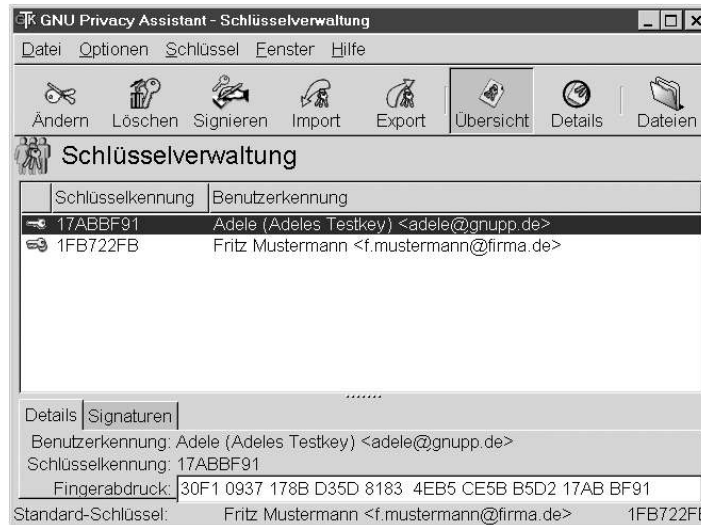 GNU Privacy Assistant - Schlüsselverwaltung
Datei Optionen Schlüssel Fenster Hilfe
Ändern Löschen Signieren Import Export Übersicht Details Dateien
Schlüsselverwaltung
Schlüsselkennung Benutzerkennung
17ABBF91 Adele (Adeles Testkey) <adele@gnupp.de>
1FB722FB Fritz Mustermann <f.mustermann@firma.de>
Details Signaturen
Benutzerkennung: Adele (Adeles Testkey) <adele@gnupp.de>
Schlüsselkennung: 17ABBF91
Fingerabdruck: 30F1 0937 178B D35D 8183 4EB5 CE5B B5D2 17AB BF91
Standard-Schlüssel: Fritz Mustermann <f.mustermann@firma.de> 1FB722FB